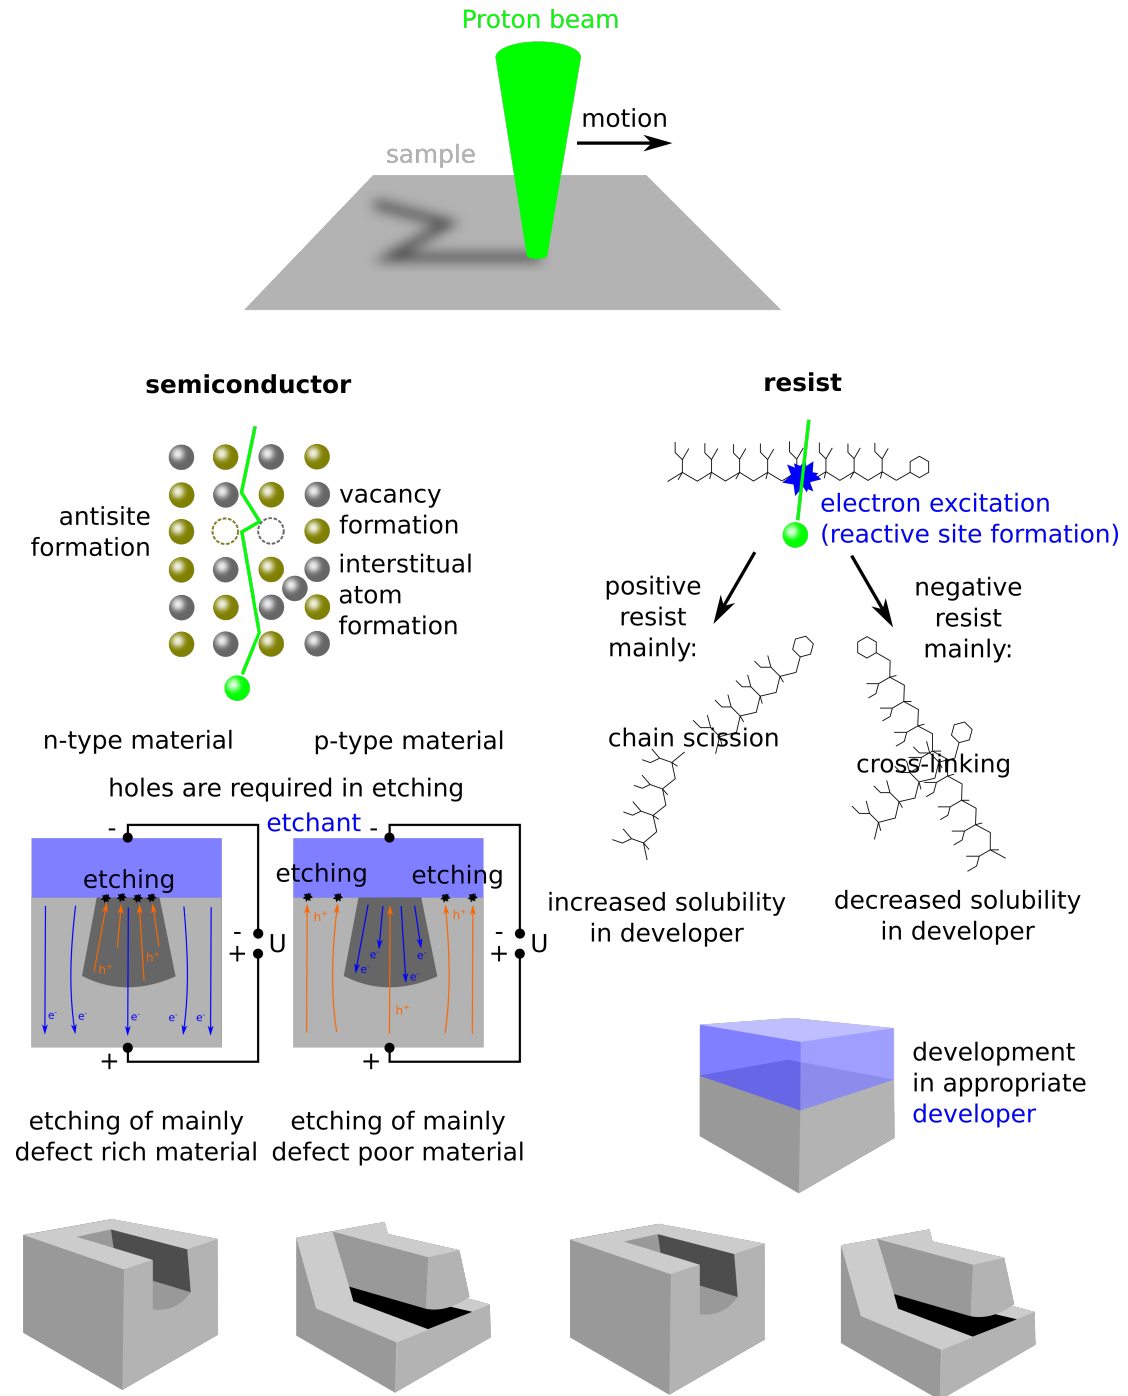 Proton beam
motion
sample
semiconductor
resist
antisite
formation
vacancy
formation
interstitual
atom
formation
electron excitation
(reactive site formation)
positive
resist
mainly:
negative
resist
mainly:
chain scission
cross-linking
increased solubility
in developer
decreased solubility
in developer
n-type material
p-type material
holes are required in etching
etchant
-
-
etching
etching
etching
h⁺
h⁺
e⁻
e⁻
e⁻
e⁻
e⁻
-
+
U
+
h⁺
h⁺
e⁻
e⁻
e⁻
e⁻
h⁺
-
+
U
+
etching of mainly
defect rich material
etching of mainly
defect poor material
development
in appropriate
developer